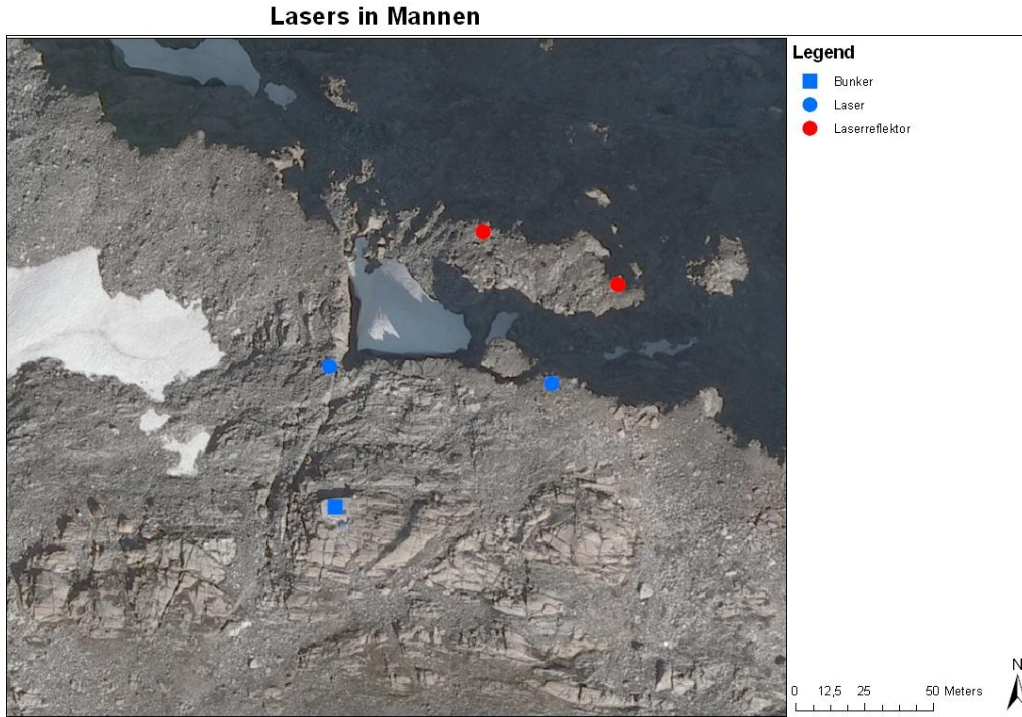 Lasers in Mannen
Legend
Bunker
Laser
Laserreflektor
N
0 12,5 25 50 Meters